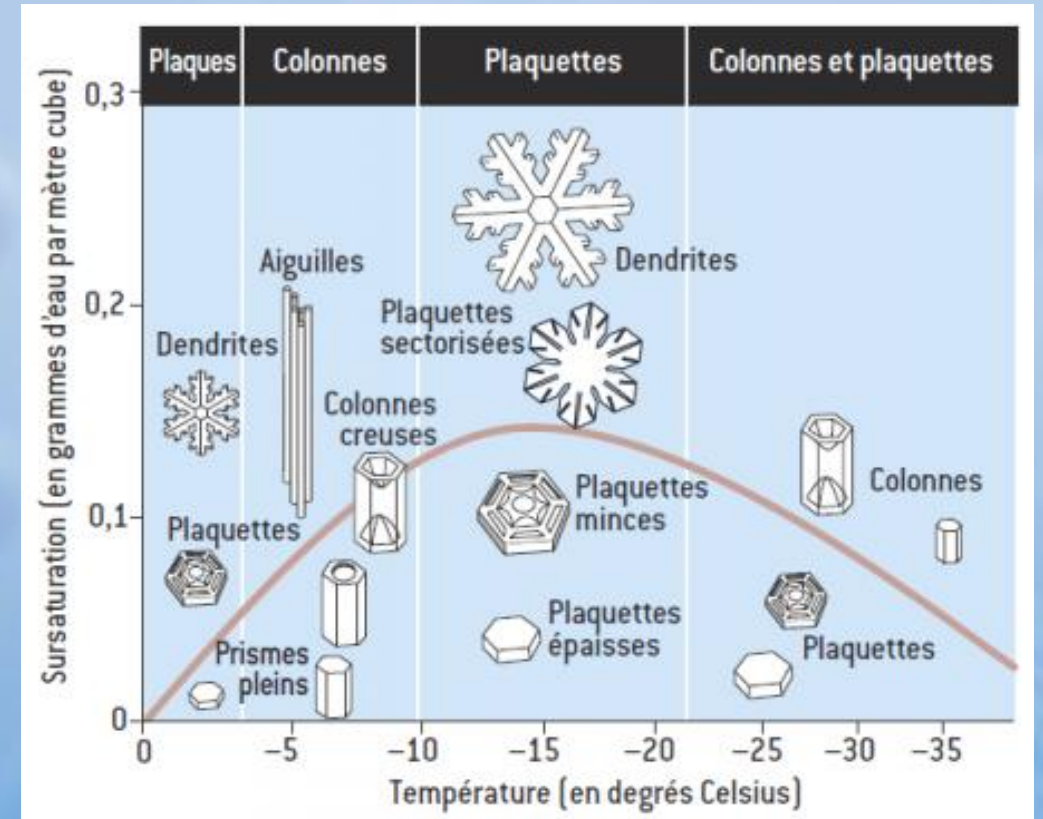 Plaques
Colonnes
Plaquettes
Colonnes et plaquettes
Sursaturation (en grammes d'eau par mètre cube)
0,3
0,2
0,1
0
Dendrites
Aiguilles
Dendrites
Plaquettes
sectorisées
Colonnes
creuses
Plaquettes
minces
Colonnes
Plaquettes
Prismes
pleins
Plaquettes
épaisses
Plaquettes
0
–5
–10
–15
–20
–25
–30
–35
Température (en degrés Celsius)